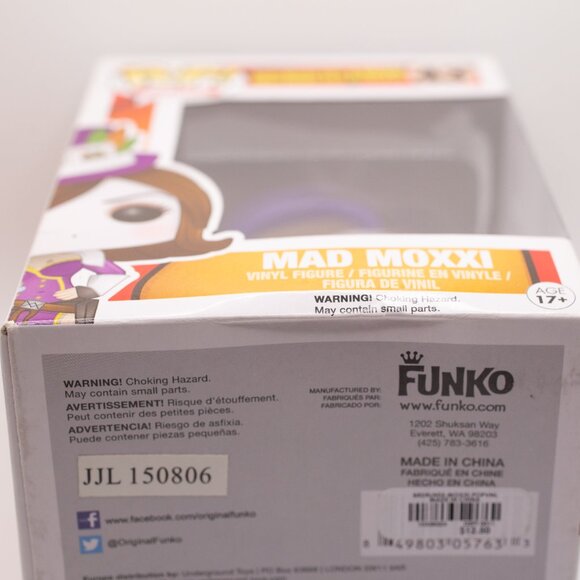 MAD MOXXI
VINYL FIGURE / FIGURINE EN VINYLE /
FIGURA DE VINIL
WARNING! Choking Hazard.
May contain small parts.
AGE
17+
WARNING! Choking Hazard.
May contain small parts.
AVERTISSEMENT! Risque d'étouffement.
Peut contenir des petites pièces.
ADVERTENCIA! Riesgo de asfixia.
Puede contener piezas pequeñas.
JJL 150806
www.facebook.com/originalfunko
@OriginalFunko
MANUFACTURED BY:
FABRIQUÉS PAR:
FABRICADO POR:
FUNKO
www.funko.com
1202 Shuksan Way
Everett, WA 98203
(425) 783-3616
MADE IN CHINA
FABRIQUÉ EN CHINE
HECHO EN CHINA
$12.50
8 49803 05763 3
Underground Toys